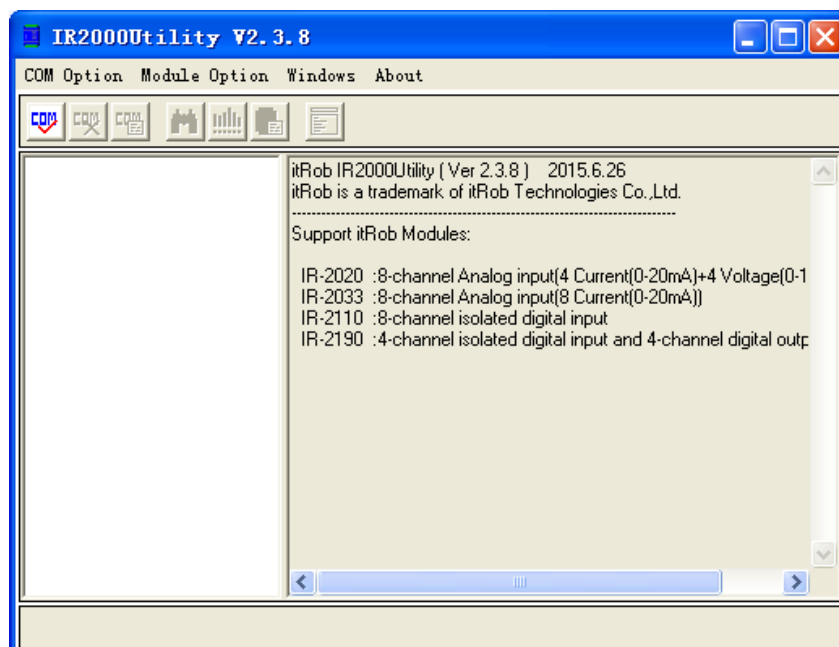 IR2000Utility V2.3.8
COM Option Module Option Windows About
COM COM COM
itRob IR2000Utility ( Ver 2.3.8 ) 2015.6.26
itRob is a trademark of itRob Technologies Co.,Ltd.
--------------------------------------------------------------------------------
Support itRob Modules:
IR-2020 :8-channel Analog input(4 Current(0-20mA)+4 Voltage(0-1
IR-2033 :8-channel Analog input(8 Current(0-20mA))
IR-2110 :8-channel isolated digital input
IR-2190 :4-channel isolated digital input and 4-channel digital outp